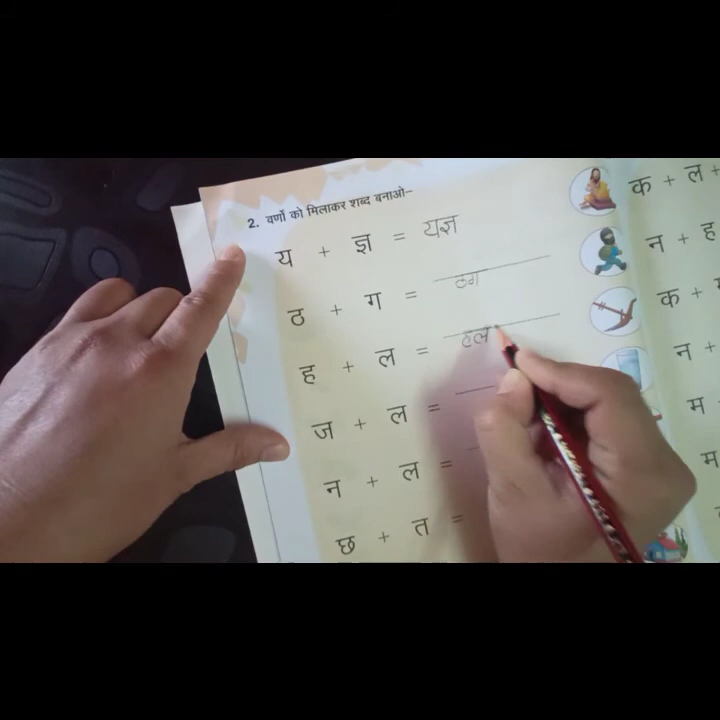 2. वर्णों को मिलाकर शब्द बनाओ–
य + ज्ञ = यज्ञ
ठ + ग = ठग
ह + ल = हल
ज + ल =
न + ल =
छ + त =
क + ल +
न + ह
क +
न +
म
म